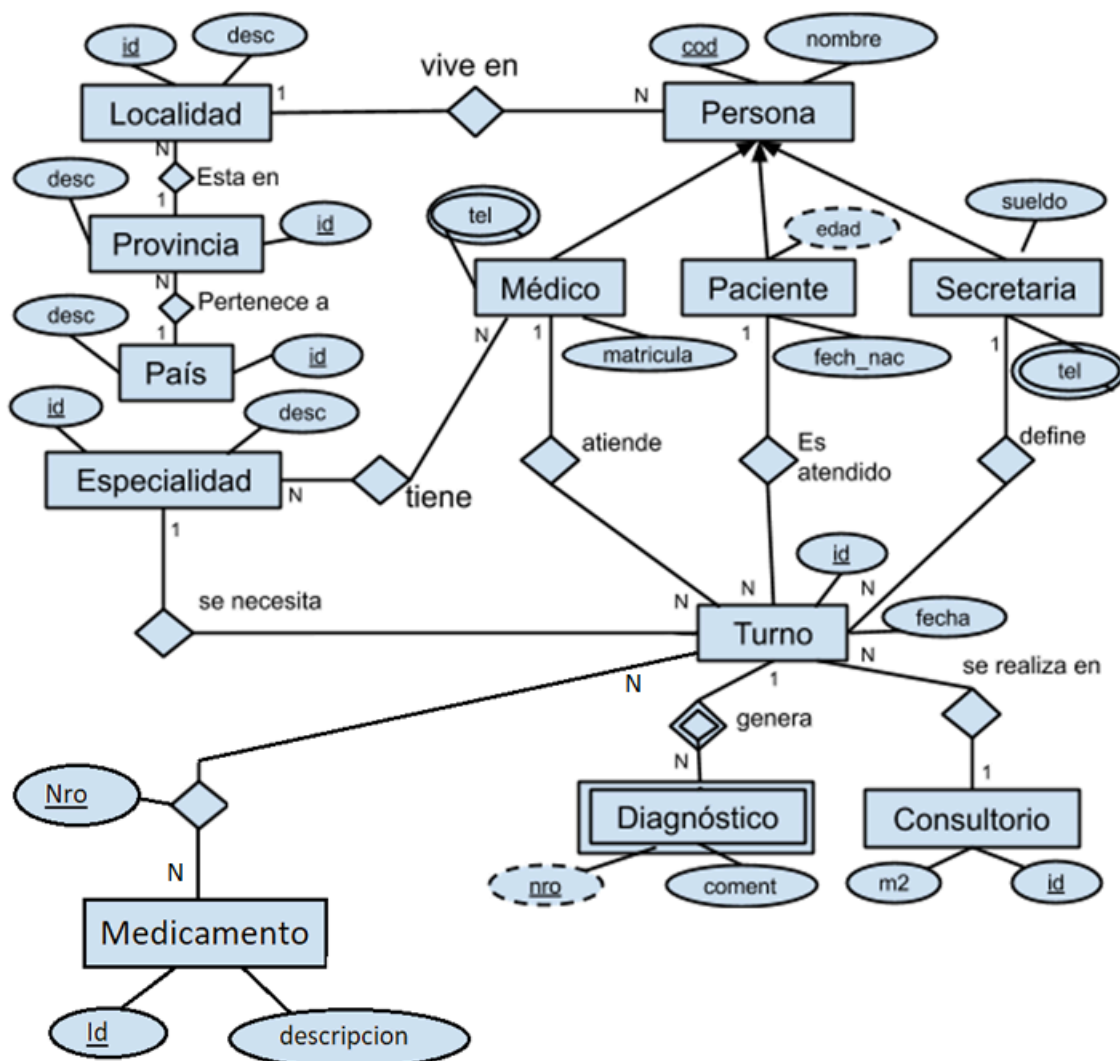 id
desc
cod
nombre
vive en
Localidad
1
N
Persona
N
desc
Esta en
1
tel
edad
sueldo
Provincia
id
N
Médico
Paciente
Secretaria
desc
Pertenece a
1
id
País
N
1
matricula
1
fech_nac
1
tel
id
desc
Especialidad
N
tiene
atiende
Es
atendido
define
1
se necesita
id
N
N
N
Turno
fecha
N
1
N
se realiza en
genera
N
1
Nro
Diagnóstico
Consultorio
N
nro
coment
m2
id
Medicamento
Id
descripcion